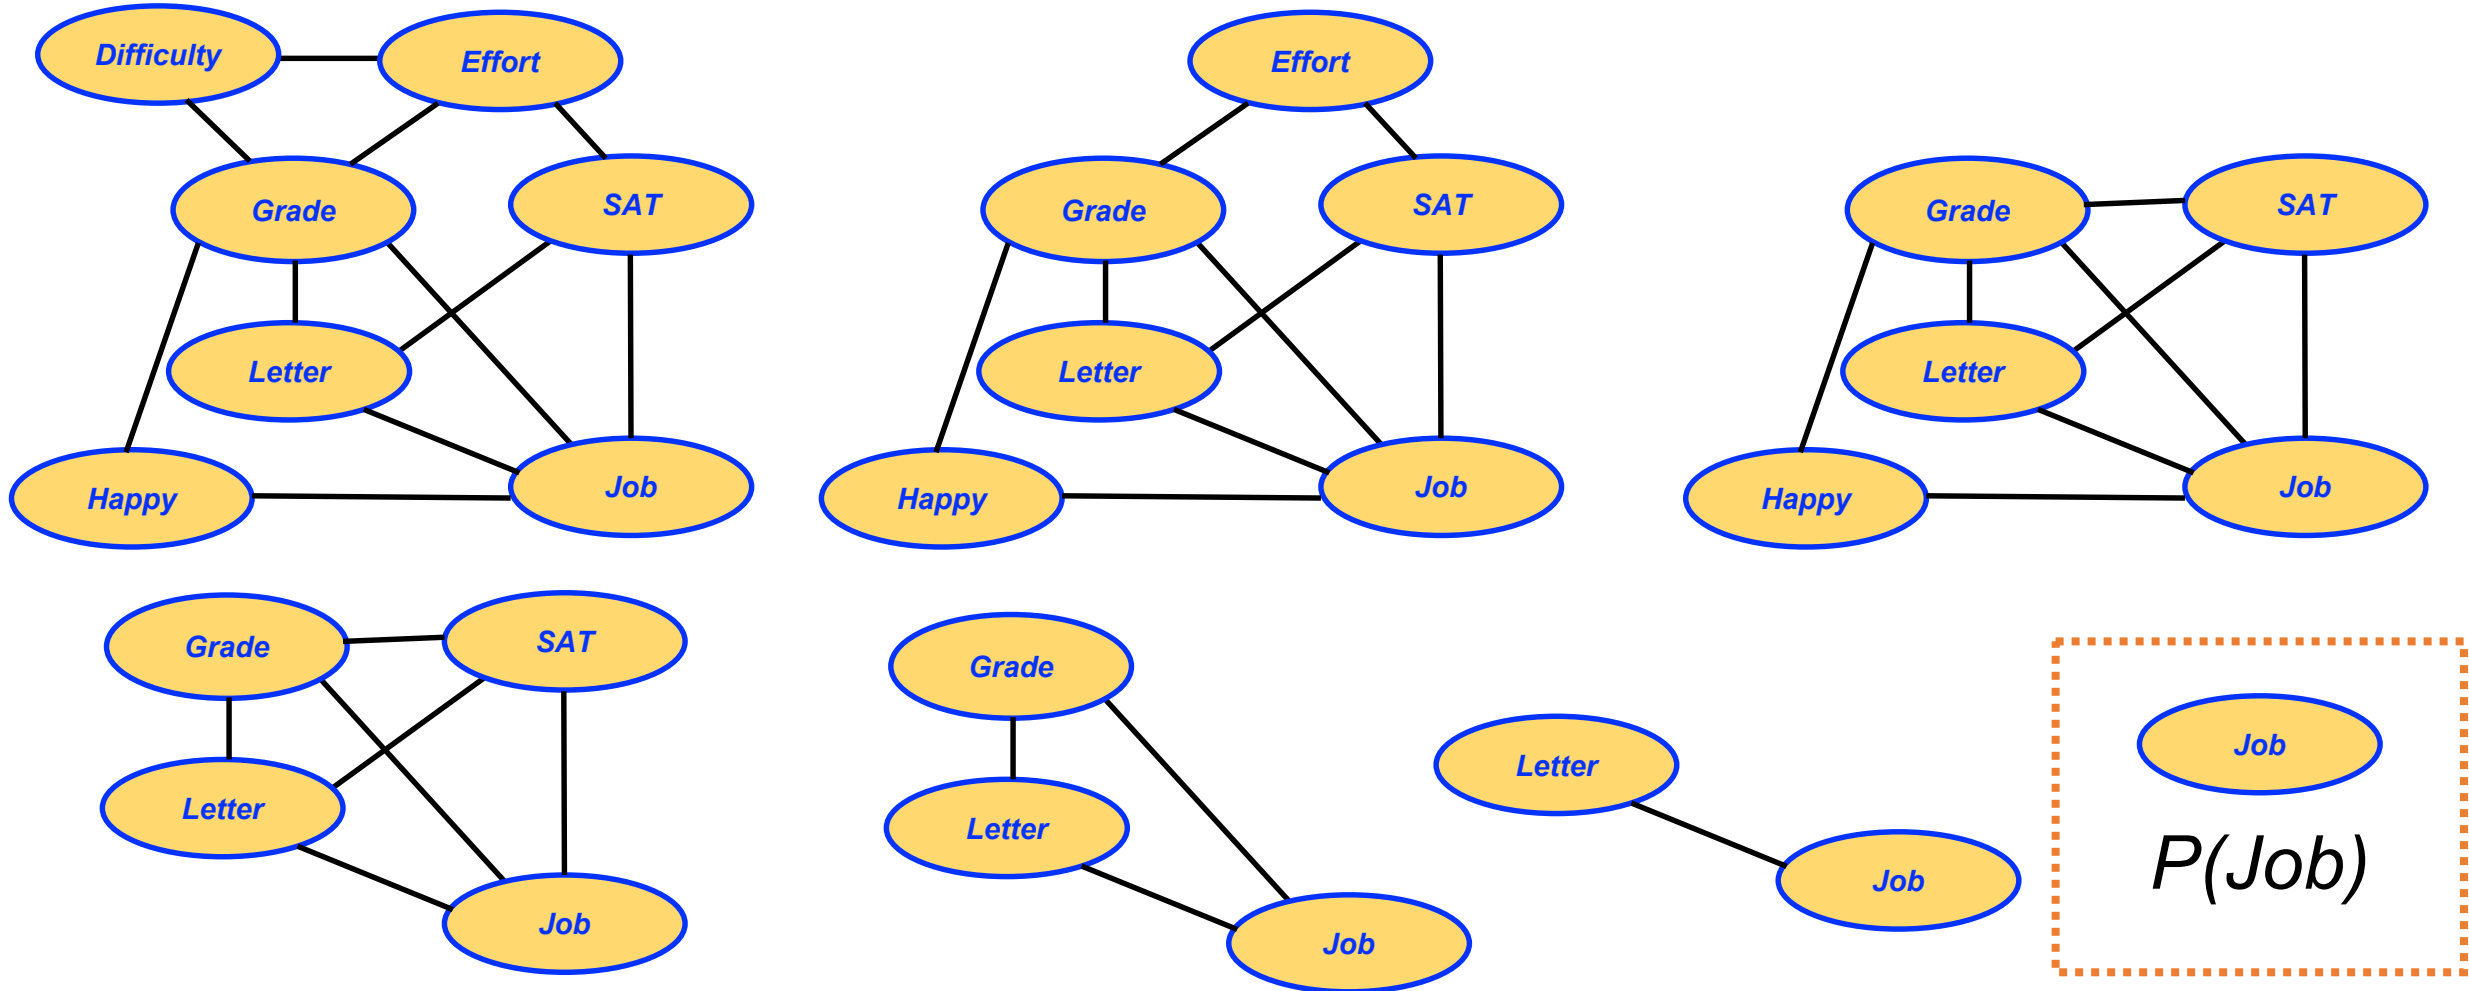 Difficulty
Effort
Grade
SAT
Letter
Happy
Job
Effort
Grade
SAT
Letter
Happy
Job
Grade
SAT
Letter
Happy
Job
Grade
SAT
Letter
Job
Grade
Letter
Job
Letter
Job
Job
P(Job)